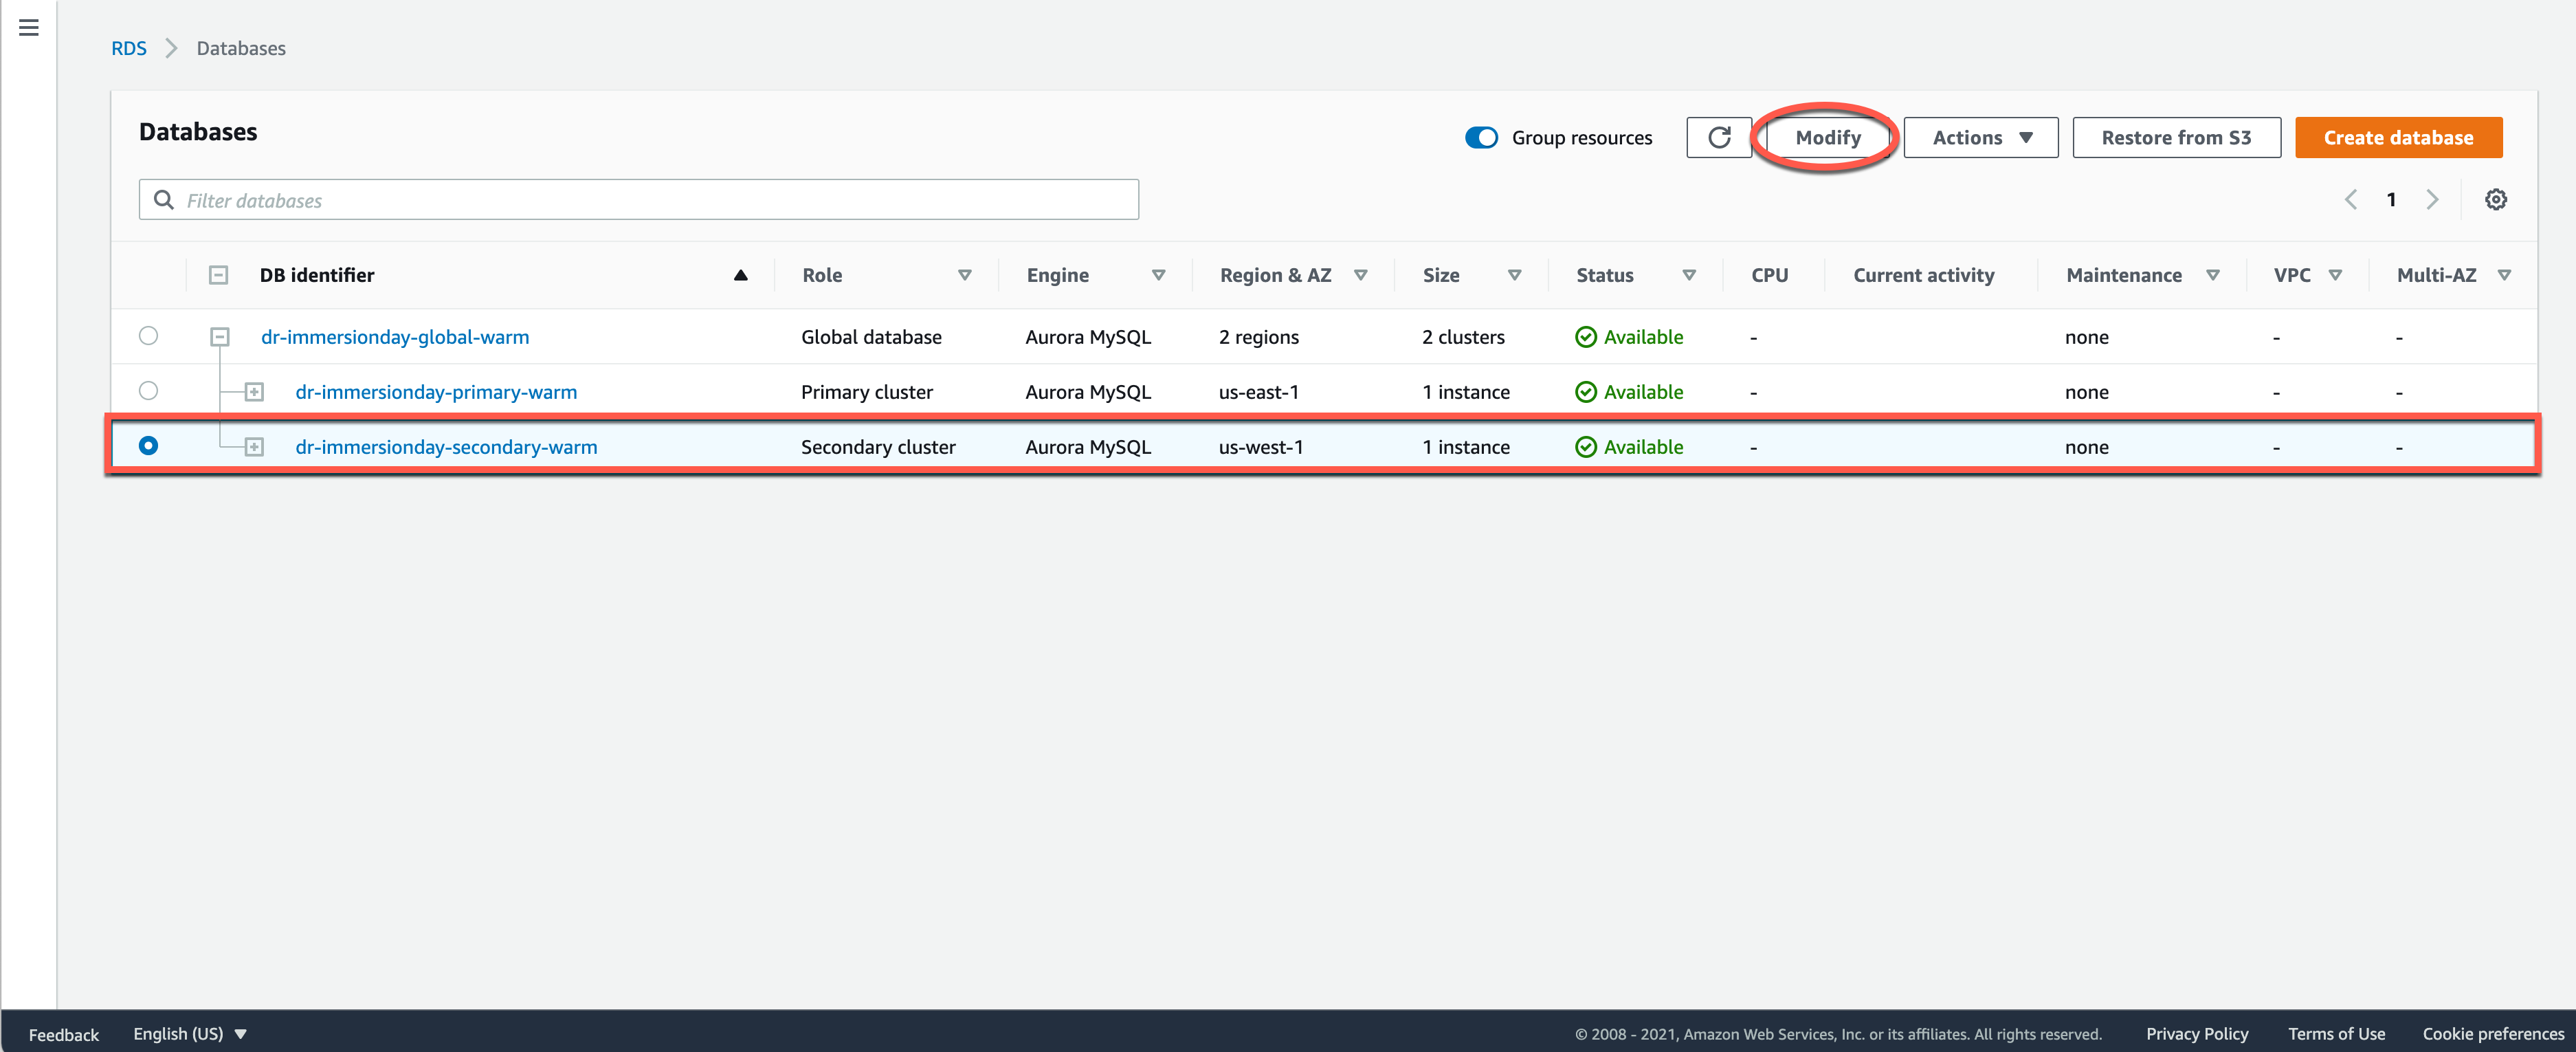 RDS > Databases
Databases
Group resources
Modify
Actions
Restore from S3
Create database
Filter databases
1
DB identifier Role Engine Region & AZ Size Status CPU Current activity Maintenance VPC Multi-AZ
dr-immersionday-global-warm Global database Aurora MySQL 2 regions 2 clusters Available - none - -
dr-immersionday-primary-warm Primary cluster Aurora MySQL us-east-1 1 instance Available - none - -
dr-immersionday-secondary-warm Secondary cluster Aurora MySQL us-west-1 1 instance Available - none - -
Feedback English (US) © 2008 - 2021, Amazon Web Services, Inc. or its affiliates. All rights reserved. Privacy Policy Terms of Use Cookie preferences